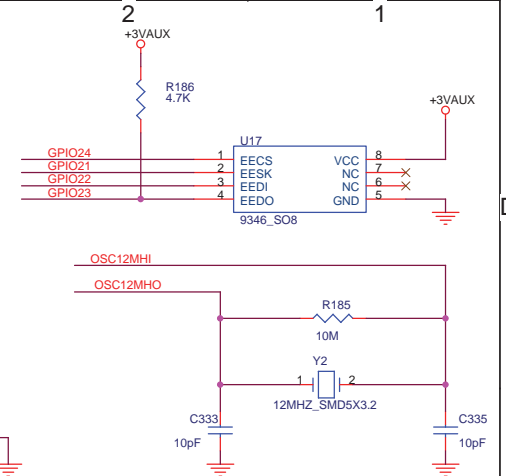 2
1
+3VAUX
R186
4.7K
+3VAUX
U17
GPIO24
1
EECS
VCC
8
GPIO21
2
EESK
NC
7
GPIO22
3
EEDI
NC
6
GPIO23
4
EEDO
GND
5
9346_SO8
OSC12MHI
OSC12MHO
R185
10M
Y2
1
2
12MHZ_SMD5X3.2
C333
C335
10pF
10pF